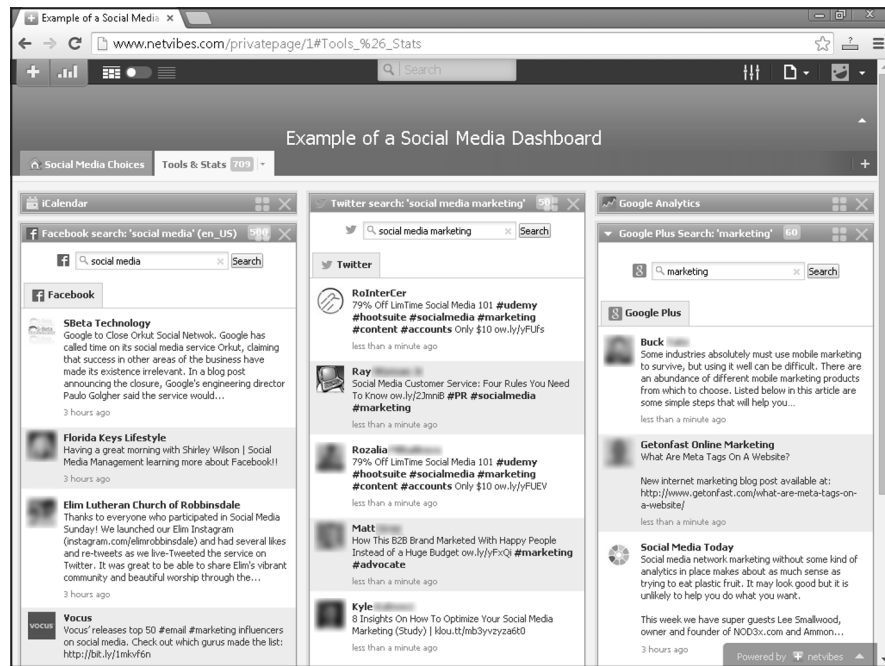 Example of a Social Media
www.netvibes.com/privatepage/1#Tools_%26_Stats
Search
Example of a Social Media Dashboard
Social Media Choices
Tools & Stats 709
iCalendar
Facebook search: 'social media' (en_US) 500
social media
Search
Facebook
SBeta Technology
Google to Close Orkut Social Netwok. Google has
called time on its social media service Orkut, claiming
that success in other areas of the business have
made its existence irrelevant. In a blog post
announcing the closure, Google's engineering director
Paulo Golgher said the service would...
3 hours ago
Florida Keys Lifestyle
Having a great morning with Shirley Wilson | Social
Media Management learning more about Facebook!!
3 hours ago
Elim Lutheran Church of Robbinsdale
Thanks to everyone who participated in Social Media
Sunday! We launched our Elim Instagram
(instagram.com/elimrobbinsdale) and had several likes
and re-tweets as we live-Tweeted the service on
Twitter. It was great to be able to share Elim's vibrant
community and beautiful worship through the...
3 hours ago
VOCUS
Vocus
Vocus' releases top 50 #email #marketing influencers
on social media. Check out which gurus made the list:
http://bit.ly/1mkvf6n
Twitter search: 'social media marketing' 50
social media marketing
Search
Twitter
RoInterCer
79% Off LimTime Social Media 101 #udemy
#hootsuite #socialmedia #marketing
#content #accounts Only $10 ow.ly/yFUfs
less than a minute ago
Ray
Social Media Customer Service: Four Rules You Need
To Know ow.ly/2JmniB #PR #socialmedia
#marketing
less than a minute ago
Rozalia
79% Off LimTime Social Media 101 #udemy
#hootsuite #socialmedia #marketing
#content #accounts Only $10 ow.ly/yFUEV
less than a minute ago
Matt
How This B2B Brand Marketed With Happy People
Instead of a Huge Budget ow.ly/yFxQi #marketing
#advocate
less than a minute ago
Kyle
8 Insights On How To Optimize Your Social Media
Marketing (Study) | klou.tt/mb3yvzyza6t0
less than a minute ago
Google Analytics
Google Plus Search: 'marketing' 60
marketing
Search
Google Plus
Buck
Some industries absolutely must use mobile marketing
to survive, but using it well can be difficult. There are
an abundance of different mobile marketing products
from which to choose. Listed below in this article are
some simple steps that will help you...
less than a minute ago
Getonfast Online Marketing
What Are Meta Tags On A Website?
New internet marketing blog post available at:
http://www.getonfast.com/what-are-meta-tags-on-
a-website/
less than a minute ago
Social Media Today
Social media network marketing without some kind of
analytics in place makes about as much sense as
trying to eat plastic fruit. It may look good but it is
unlikely to help you do what you want.
This week we have super guests Lee Smallwood,
owner and founder of NOD3x.com and Ammon...
3 hours ago
Powered by netvibes